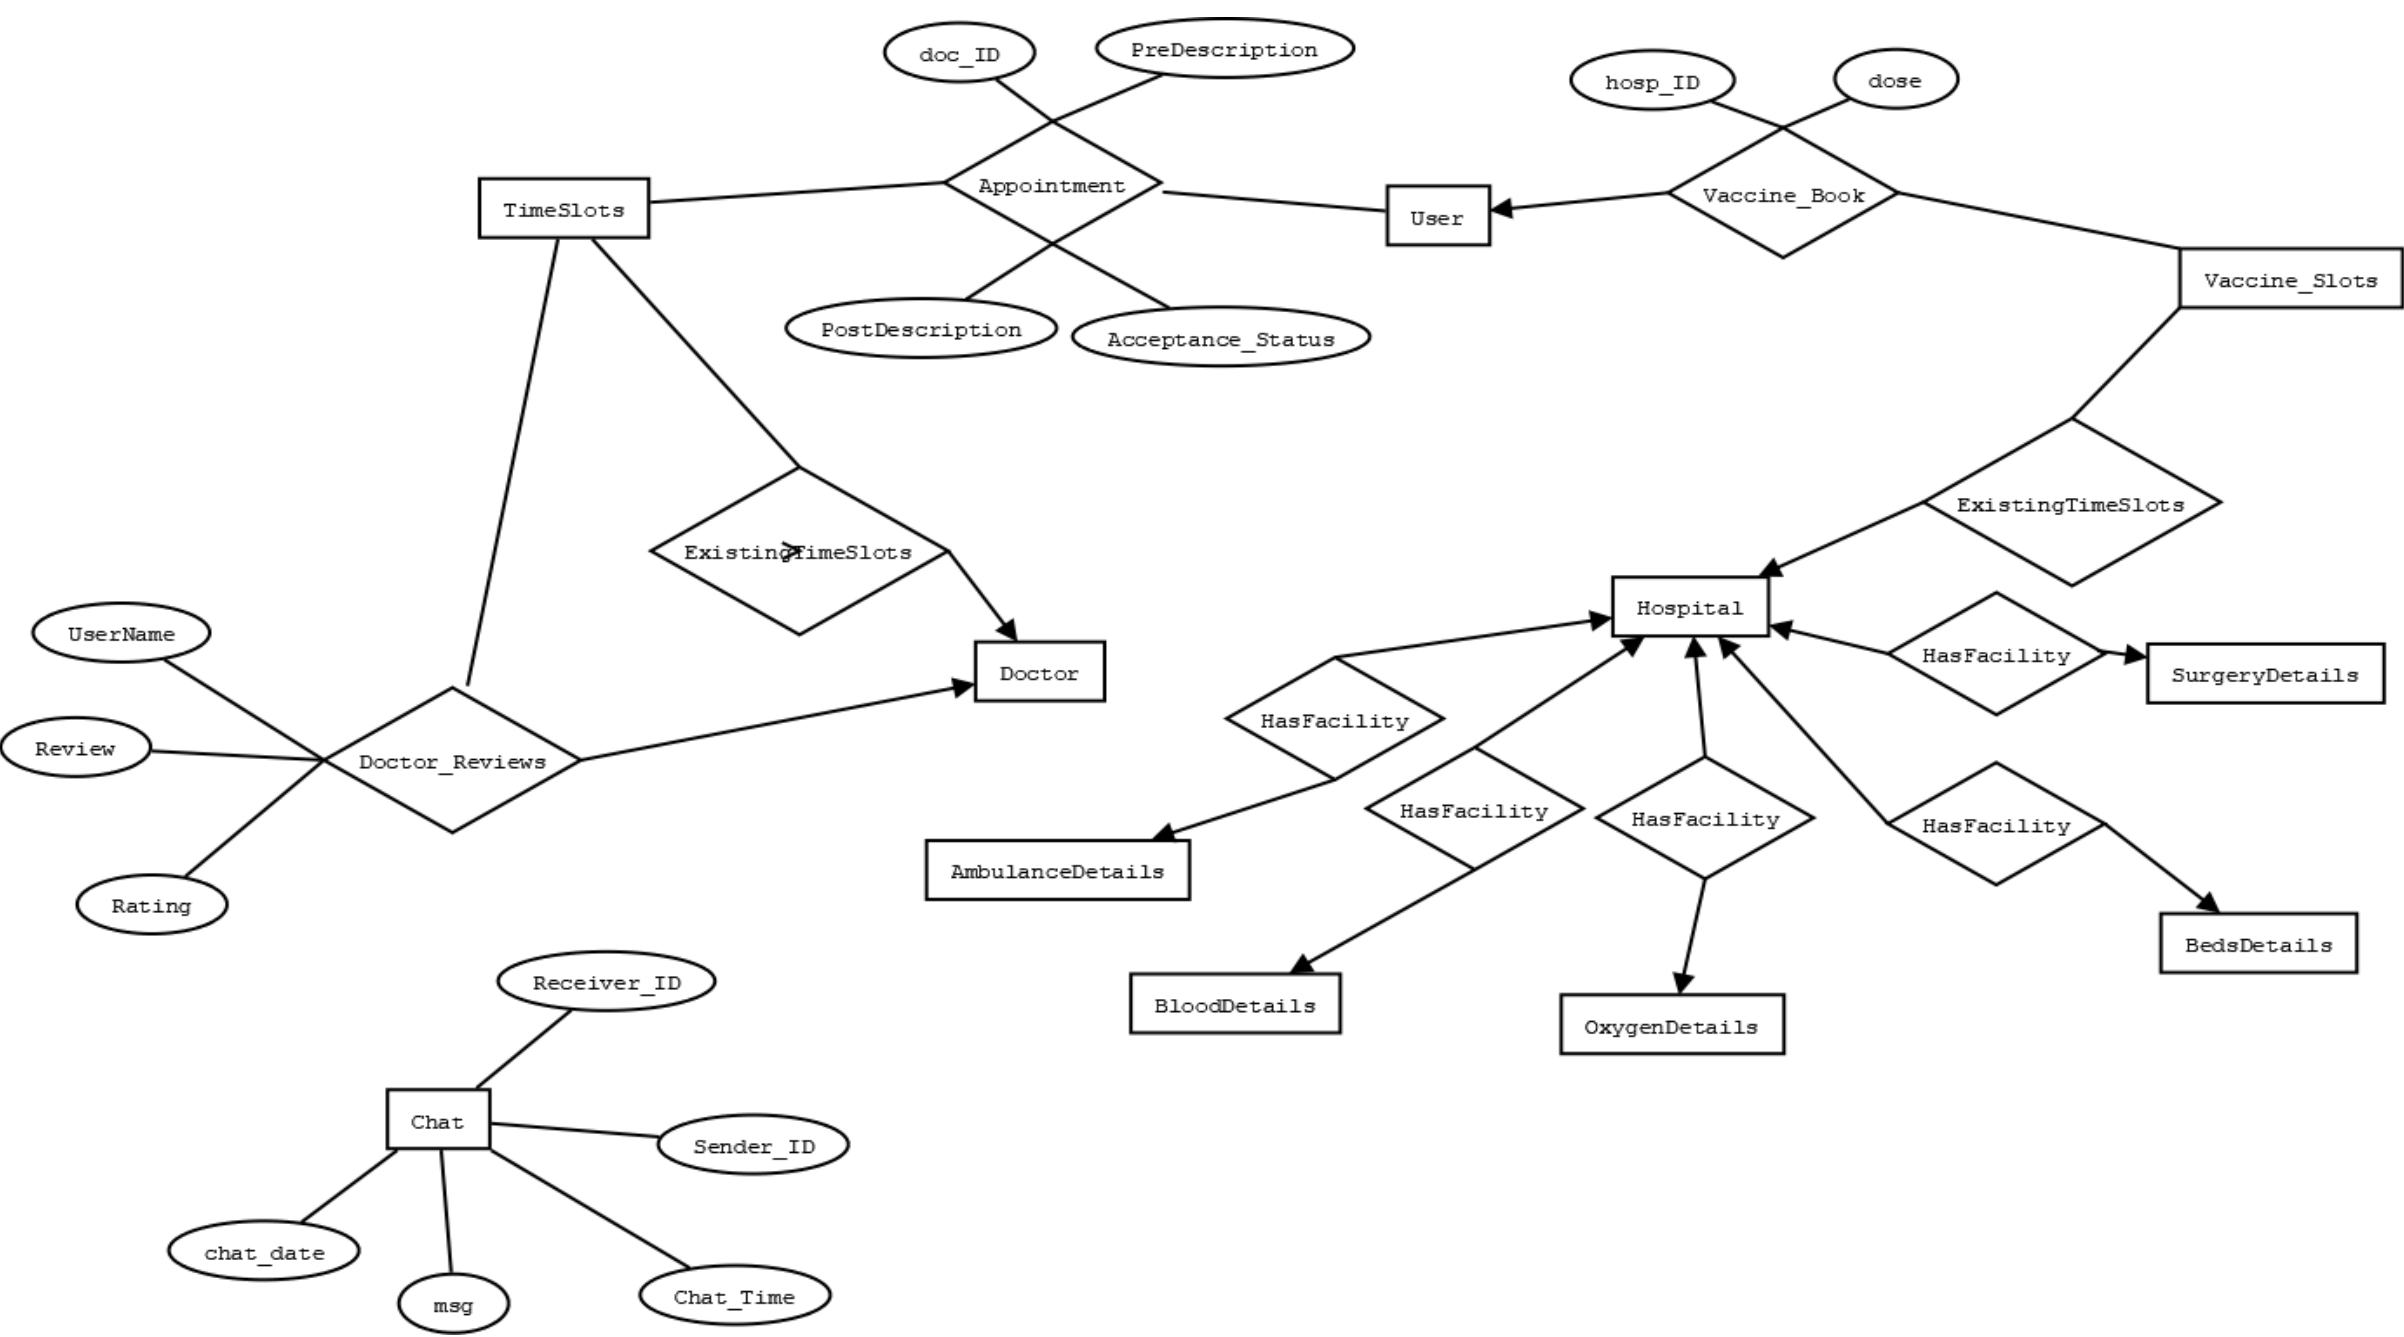 doc_ID
PreDescription
hosp_ID
dose
TimeSlots
Appointment
User
Vaccine_Book
Vaccine_Slots
PostDescription
Acceptance_Status
ExistingTimeSlots
>
ExistingTimeSlots
Hospital
UserName
Doctor
HasFacility
SurgeryDetails
Review
Doctor_Reviews
HasFacility
HasFacility
HasFacility
HasFacility
AmbulanceDetails
Rating
BedsDetails
Receiver_ID
BloodDetails
OxygenDetails
Chat
Sender_ID
chat_date
msg
Chat_Time